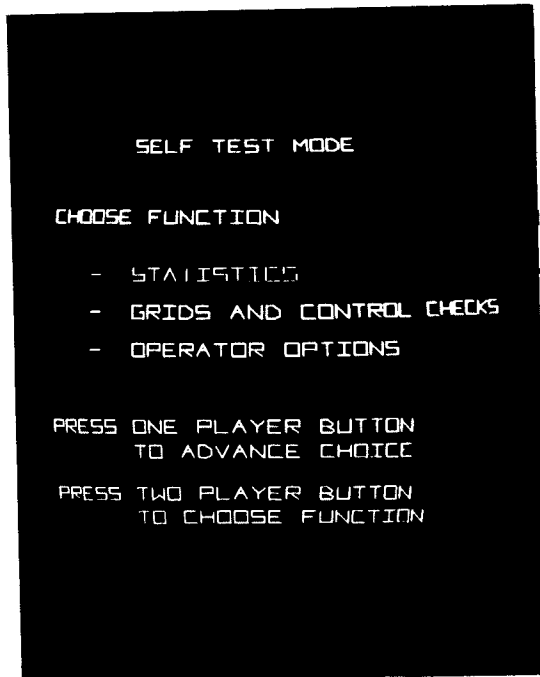 SELF TEST MODE
CHOOSE FUNCTION
- STATISTICS
- GRIDS AND CONTROL CHECKS
- OPERATOR OPTIONS
PRESS ONE PLAYER BUTTON
TO ADVANCE CHOICE
PRESS TWO PLAYER BUTTON
TO CHOOSE FUNCTION